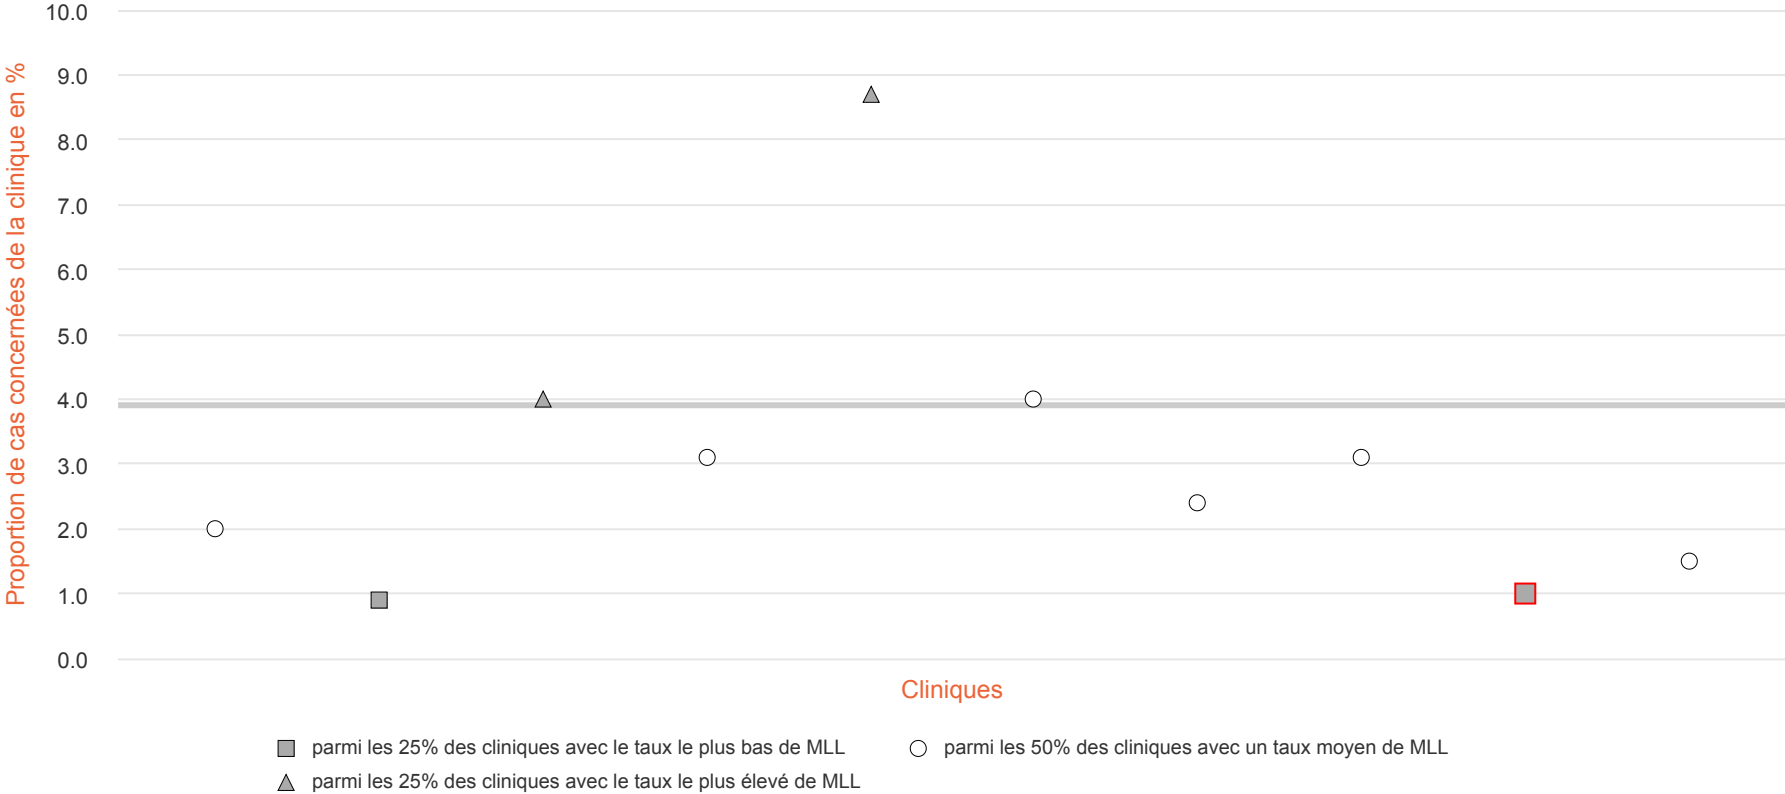 Proportion de cas concernées de la clinique en %
10.0
9.0
8.0
7.0
6.0
5.0
4.0
3.0
2.0
1.0
0.0
Cliniques
parmi les 25% des cliniques avec le taux le plus bas de MLL
parmi les 50% des cliniques avec un taux moyen de MLL
parmi les 25% des cliniques avec le taux le plus élevé de MLL